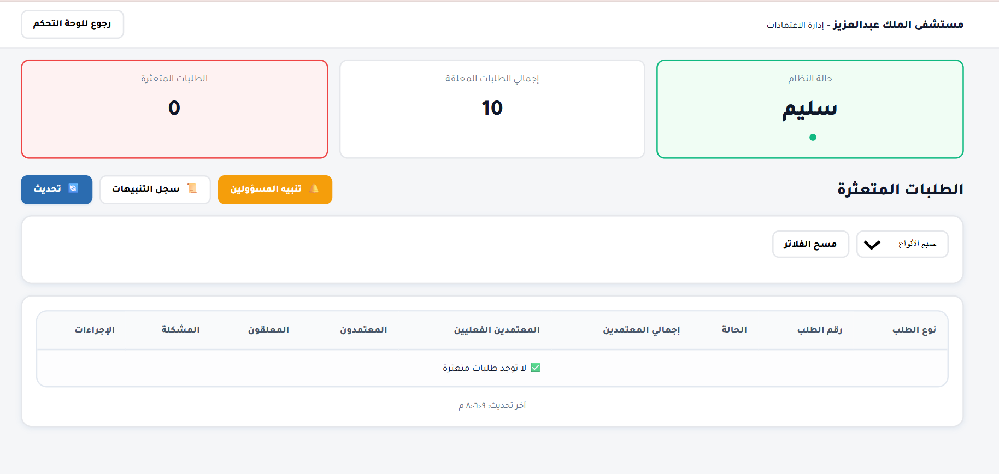 مستشفى الملك عبدالعزيز - إدارة الاعتمادات
رجوع للوحة التحكم
حالة النظام
سليم
إجمالي الطلبات المعلقة
10
الطلبات المتعثرة
0
الطلبات المتعثرة
🔔 تنبيه المسؤولين
📜 سجل التنبيهات
🔄 تحديث
جميع الأنواع
مسح الفلاتر
نوع الطلب رقم الطلب الحالة إجمالي المعتمدين المعتمدين الفعليين المعتمدون المعلقون المشكلة الإجراءات
✅ لا توجد طلبات متعثرة
آخر تحديث: ٨:٠٦:٠٩ م